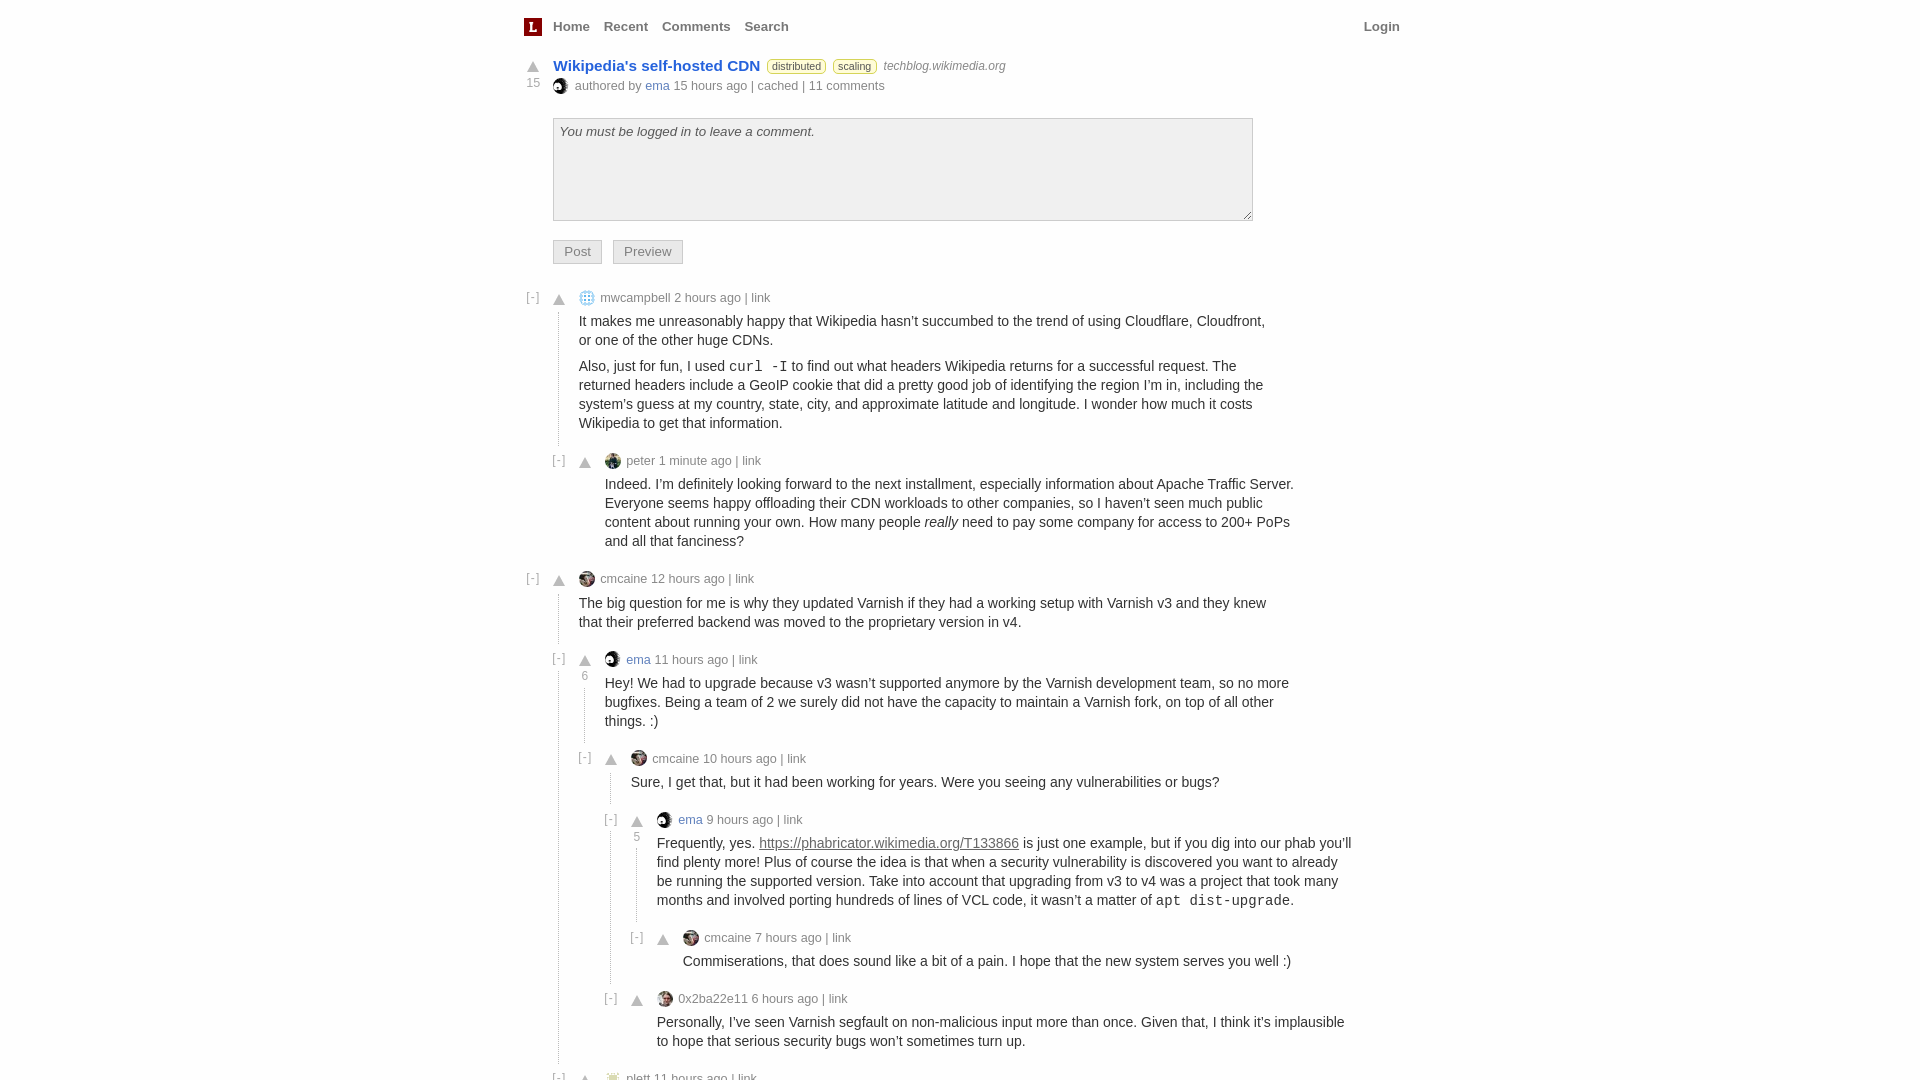 L Home Recent Comments Search Login
Wikipedia's self-hosted CDN distributed scaling techblog.wikimedia.org
15 authored by ema 15 hours ago | cached | 11 comments
You must be logged in to leave a comment.
Post Preview
[-] mwcampbell 2 hours ago | link
It makes me unreasonably happy that Wikipedia hasn’t succumbed to the trend of using Cloudflare, Cloudfront,
or one of the other huge CDNs.
Also, just for fun, I used curl -I to find out what headers Wikipedia returns for a successful request. The
returned headers include a GeoIP cookie that did a pretty good job of identifying the region I’m in, including the
system’s guess at my country, state, city, and approximate latitude and longitude. I wonder how much it costs
Wikipedia to get that information.
[-] peter 1 minute ago | link
Indeed. I’m definitely looking forward to the next installment, especially information about Apache Traffic Server.
Everyone seems happy offloading their CDN workloads to other companies, so I haven’t seen much public
content about running your own. How many people really need to pay some company for access to 200+ PoPs
and all that fanciness?
[-] cmcaine 12 hours ago | link
The big question for me is why they updated Varnish if they had a working setup with Varnish v3 and they knew
that their preferred backend was moved to the proprietary version in v4.
[-] ema 11 hours ago | link
6
Hey! We had to upgrade because v3 wasn’t supported anymore by the Varnish development team, so no more
bugfixes. Being a team of 2 we surely did not have the capacity to maintain a Varnish fork, on top of all other
things. :)
[-] cmcaine 10 hours ago | link
Sure, I get that, but it had been working for years. Were you seeing any vulnerabilities or bugs?
[-] ema 9 hours ago | link
5
Frequently, yes. https://phabricator.wikimedia.org/T133866 is just one example, but if you dig into our phab you’ll
find plenty more! Plus of course the idea is that when a security vulnerability is discovered you want to already
be running the supported version. Take into account that upgrading from v3 to v4 was a project that took many
months and involved porting hundreds of lines of VCL code, it wasn’t a matter of apt dist-upgrade.
[-] cmcaine 7 hours ago | link
Commiserations, that does sound like a bit of a pain. I hope that the new system serves you well :)
[-] 0x2ba22e11 6 hours ago | link
Personally, I’ve seen Varnish segfault on non-malicious input more than once. Given that, I think it’s implausible
to hope that serious security bugs won’t sometimes turn up.
[-] plett 11 hours ago | link